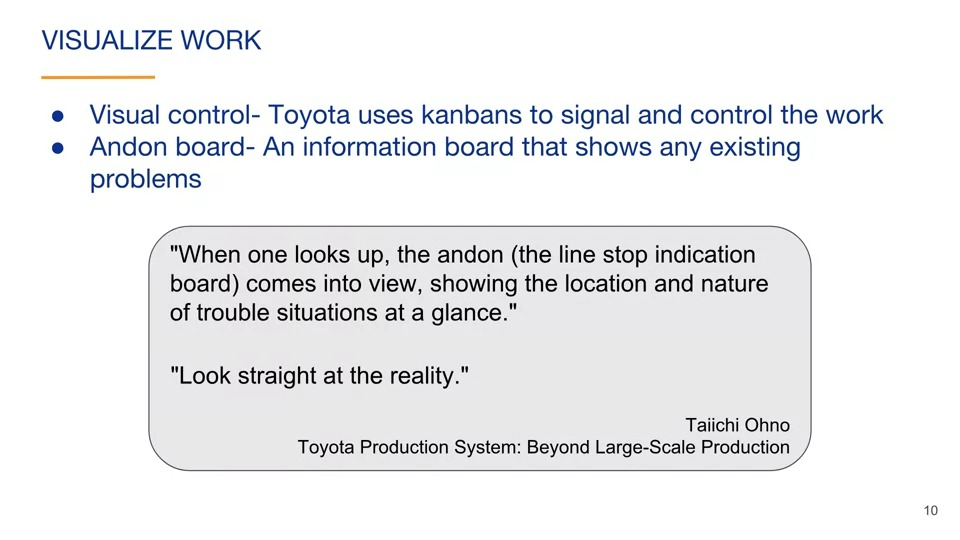 VISUALIZE WORK
● Visual control- Toyota uses kanbans to signal and control the work
● Andon board- An information board that shows any existing
problems
"When one looks up, the andon (the line stop indication
board) comes into view, showing the location and nature
of trouble situations at a glance."
"Look straight at the reality."
Taiichi Ohno
Toyota Production System: Beyond Large-Scale Production
10